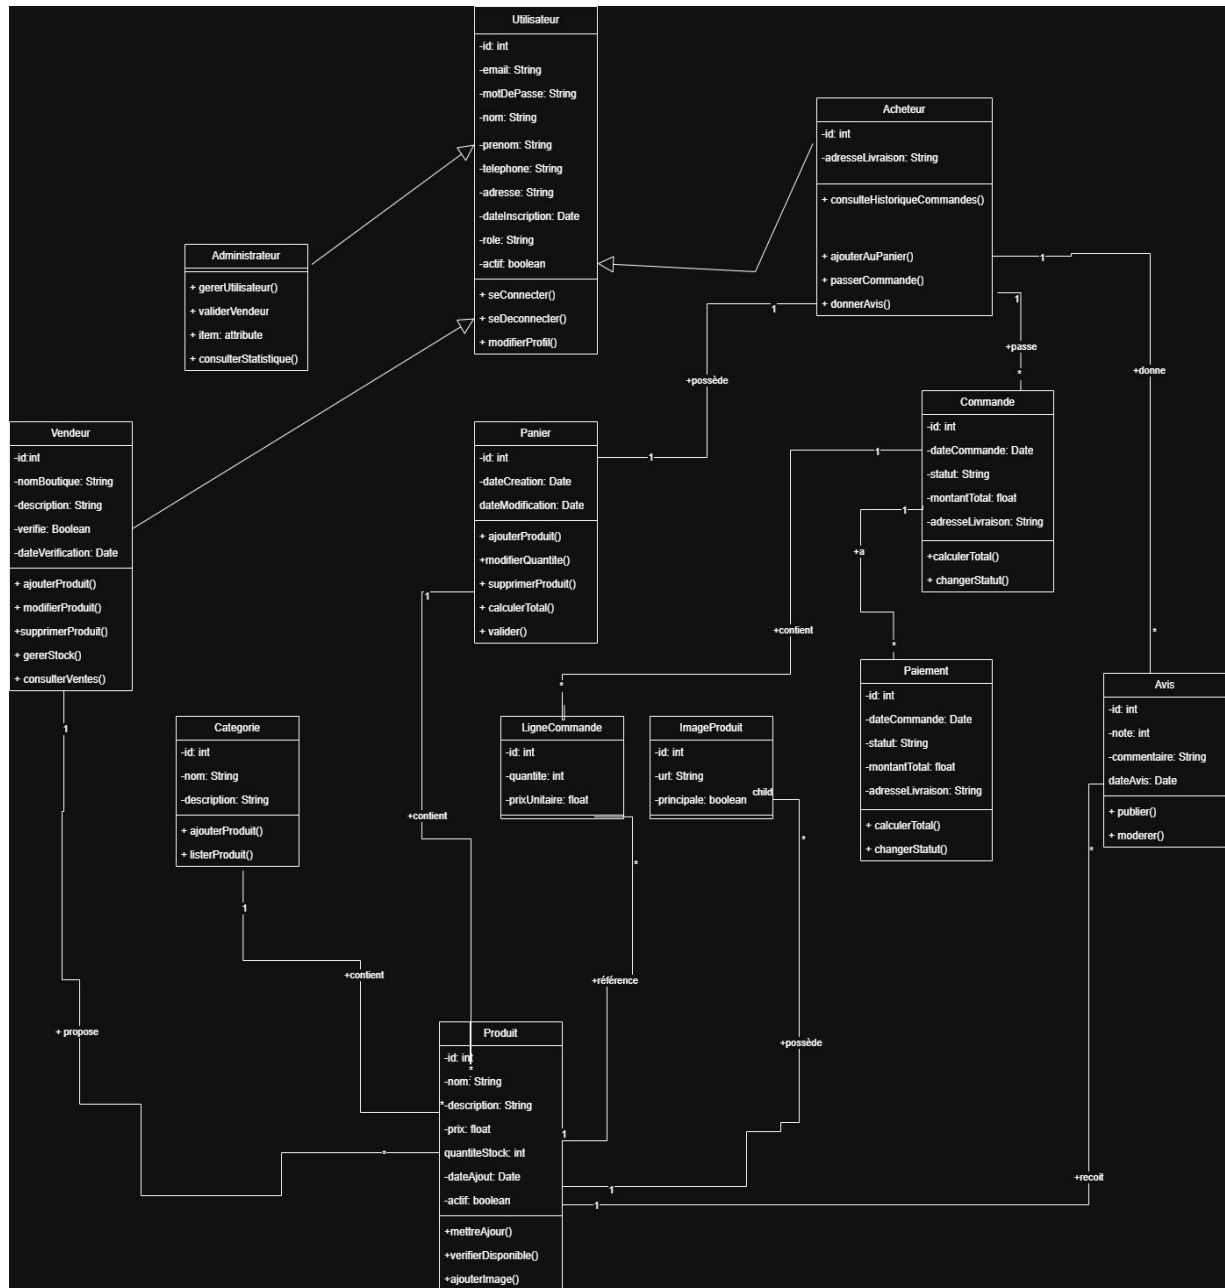 Utilisateur
-id: int
-email: String
-motDePasse: String
-nom: String
-prenom: String
-telephone: String
-adresse: String
-dateInscription: Date
-role: String
-actif: boolean
+ seConnecter()
+ seDeconnecter()
+ modifierProfil()
Acheteur
-id: int
-adresseLivraison: String
+ consulteHistoriqueCommandes()
+ ajouterAuPanier()
+ passerCommande()
+ donnerAvis()
Administrateur
+ gererUtilisateur()
+ validerVendeur
+ item: attribute
+ consulterStatistique()
1
1
1
+passe
*
+possède
1
+donne
*
Vendeur
-id:int
-nomBoutique: String
-description: String
-verifie: Boolean
-dateVerification: Date
+ ajouterProduit()
+ modifierProduit()
+supprimerProduit()
+ gererStock()
+ consulterVentes()
Panier
-id: int
-dateCreation: Date
dateModification: Date
+ ajouterProduit()
+modifierQuantite()
+ supprimerProduit()
+ calculerTotal()
+ valider()
Commande
-id: int
-dateCommande: Date
-statut: String
-montantTotal: float
-adresseLivraison: String
+calculerTotal()
+ changerStatut()
1
1
+a
*
1
+contient
*
1
Categorie
-id: int
-nom: String
-description: String
+ ajouterProduit()
+ listerProduit()
LigneCommande
-id: int
-quantite: int
-prixUnitaire: float
ImageProduit
-id: int
-url: String
-principale: boolean
child
Paiement
-id: int
-dateCommande: Date
-statut: String
-montantTotal: float
-adresseLivraison: String
+ calculerTotal()
+ changerStatut()
Avis
-id: int
-note: int
-commentaire: String
dateAvis: Date
+ publier()
+ moderer()
+contient
*
*
*
1
+contient
+référence
+ propose
+possède
Produit
-id: int
*
-nom: String
*
-description: String
-prix: float
quantiteStock: int
-dateAjout: Date
-actif: boolean
+mettreAjour()
+verifierDisponible()
+ajouterImage()
1
*
1
1
+recoit